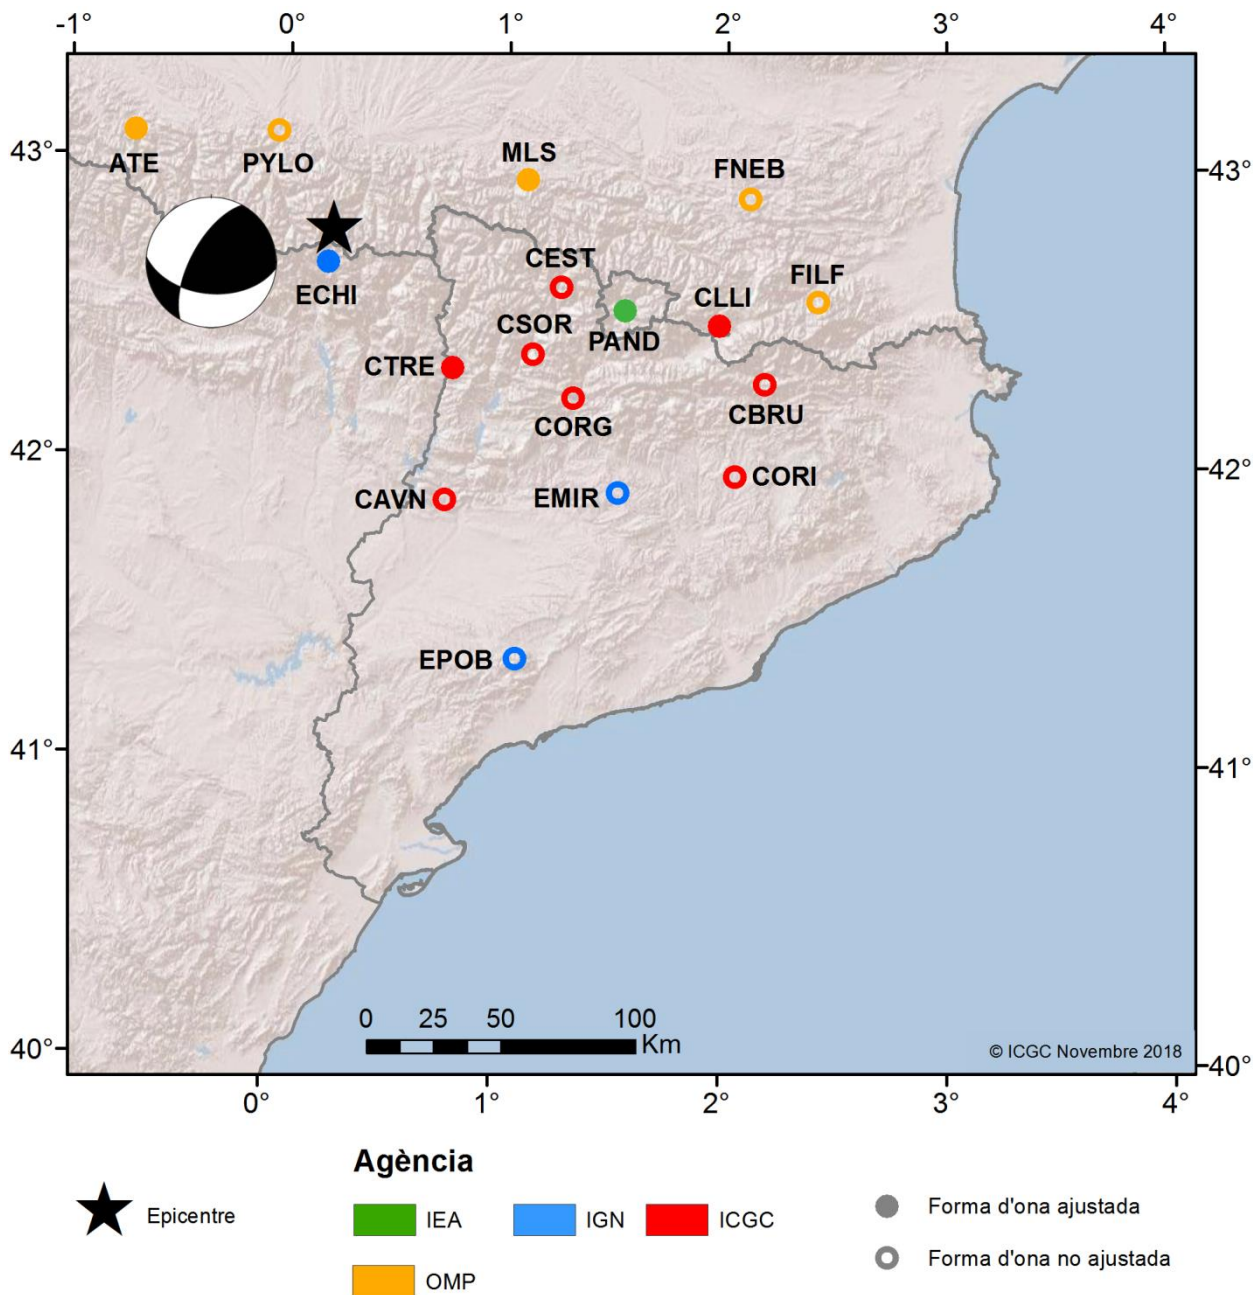 -1° 0° 1° 2° 3° 4°
43° 43°
ATE PYLO MLS FNEB
ECHI CEST FILF
CSOR PAND CLLI
CTRE
CORG CBRU
42° 42°
CAVN EMIR CORI
EPOB
41° 41°
0 25 50 100
Km
40° © ICGC Novembre 2018 40°
0° 1° 2° 3° 4°
Agència
Epicentre
IEA IGN ICGC
OMP
Forma d'ona ajustada
Forma d'ona no ajustada